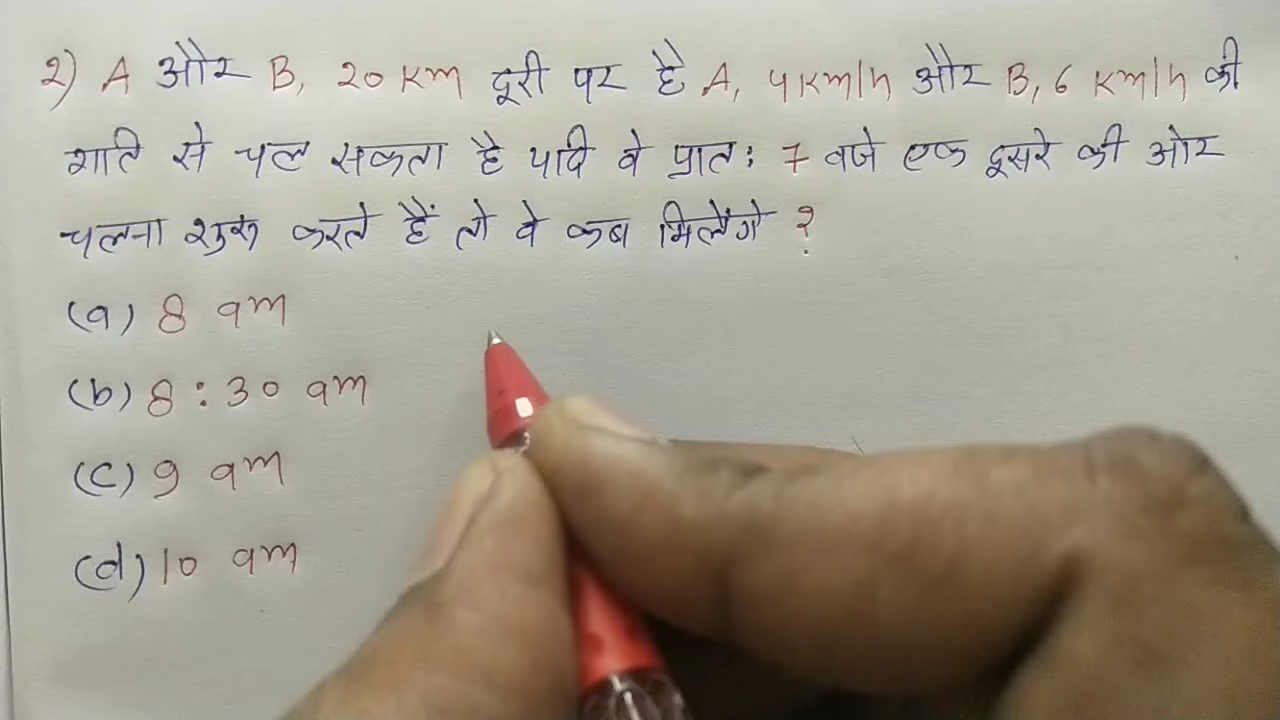 2) A और B, 20 Km दूरी पर है A, 4 Km/h और B, 6 Km/h की
गति से चल सकता है यदि वे प्रातः 7 बजे एक दूसरे की ओर
चलना शुरू करते हैं तो वे कब मिलेंगे ?
(a) 8 am
(b) 8:30 am
(c) 9 am
(d) 10 am